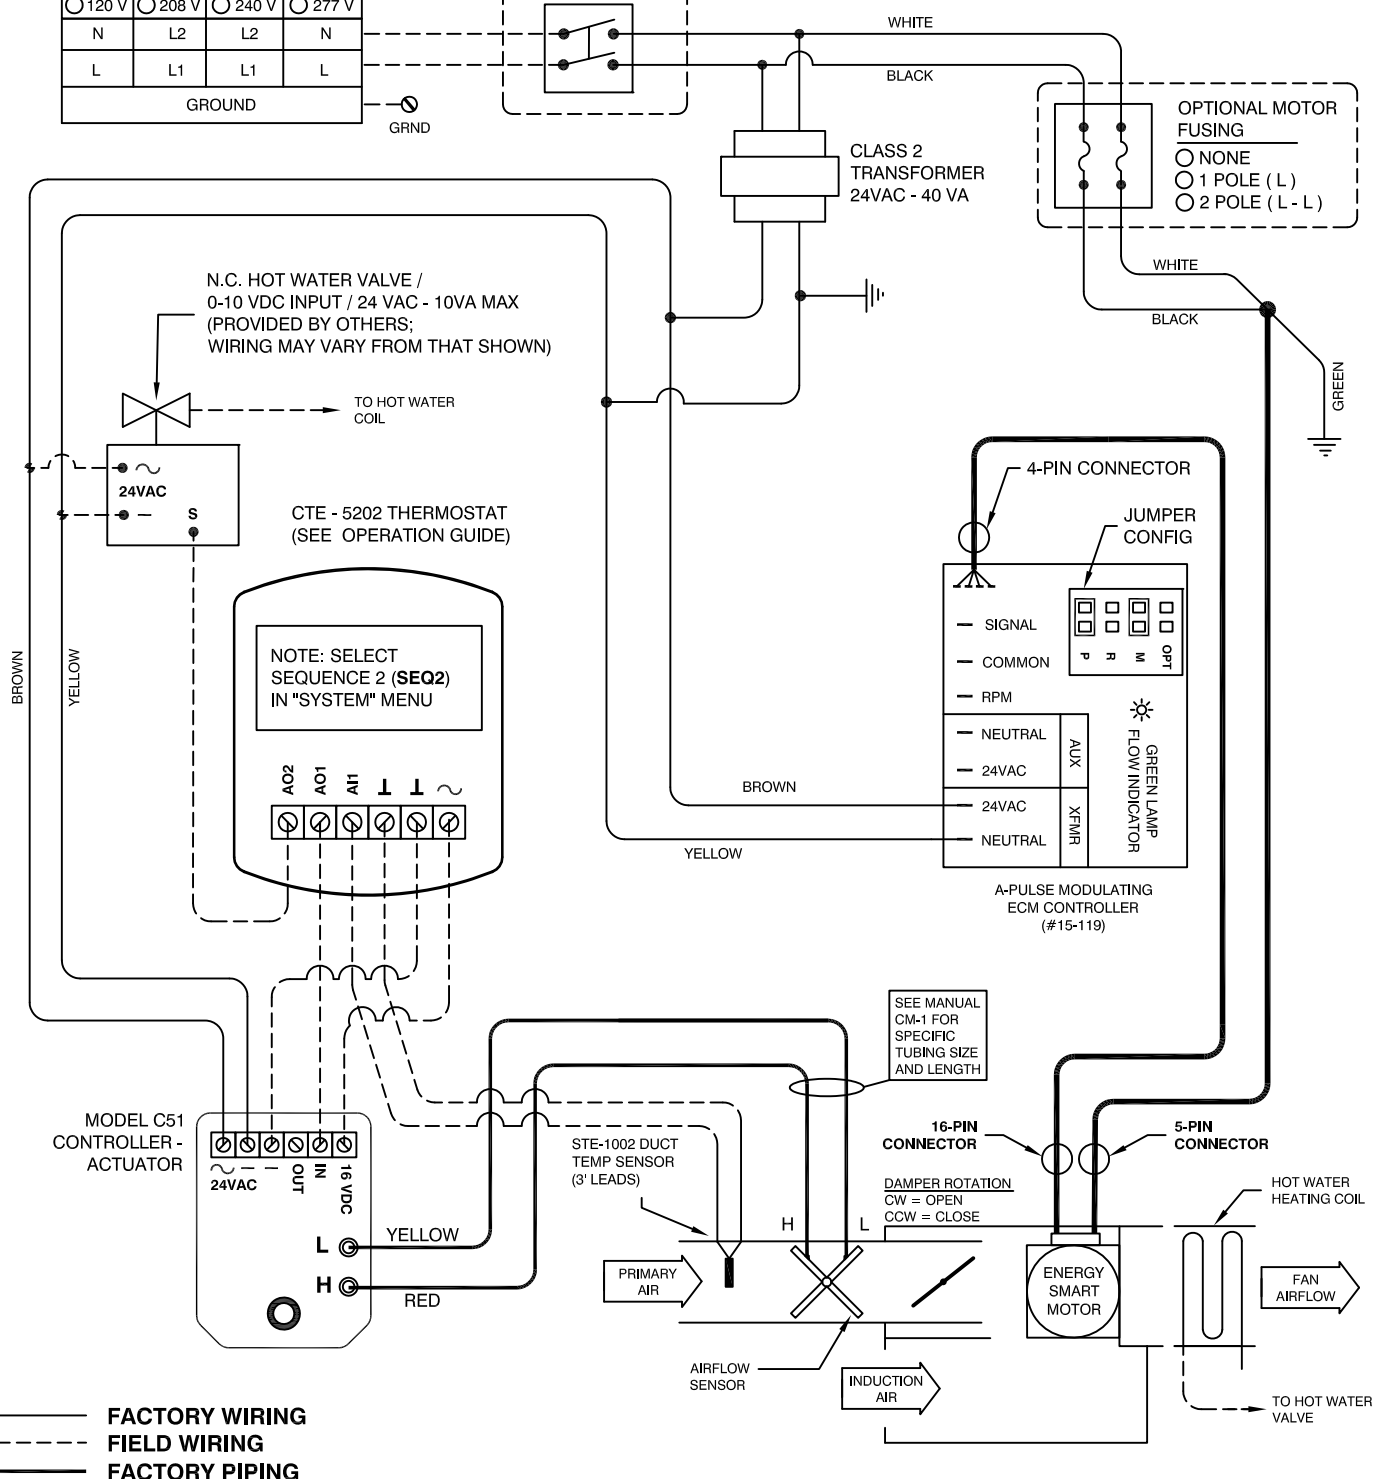 120 V 208 V 240 V 277 V
N L2 L2 N
L L1 L1 L
GROUND
GRND
WHITE
BLACK
CLASS 2
TRANSFORMER
24VAC - 40 VA
OPTIONAL MOTOR
FUSING
NONE
1 POLE ( L )
2 POLE ( L - L )
WHITE
BLACK
GREEN
N.C. HOT WATER VALVE /
0-10 VDC INPUT / 24 VAC - 10VA MAX
(PROVIDED BY OTHERS;
WIRING MAY VARY FROM THAT SHOWN)
TO HOT WATER
COIL
24VAC
S
CTE - 5202 THERMOSTAT
(SEE OPERATION GUIDE)
NOTE: SELECT
SEQUENCE 2 (SEQ2)
IN "SYSTEM" MENU
AO2 AO1 AI1
BROWN
YELLOW
4-PIN CONNECTOR
JUMPER
CONFIG
P R M OPT
SIGNAL
COMMON
RPM
NEUTRAL
24VAC
AUX
24VAC
NEUTRAL
XFMR
GREEN LAMP
FLOW INDICATOR
BROWN
YELLOW
A-PULSE MODULATING
ECM CONTROLLER
(#15-119)
SEE MANUAL
CM-1 FOR
SPECIFIC
TUBING SIZE
AND LENGTH
MODEL C51
CONTROLLER -
ACTUATOR
24VAC
OUT
IN
16 VDC
L
YELLOW
H
RED
STE-1002 DUCT
TEMP SENSOR
(3' LEADS)
16-PIN
CONNECTOR
5-PIN
CONNECTOR
DAMPER ROTATION
CW = OPEN
CCW = CLOSE
H L
HOT WATER
HEATING COIL
PRIMARY
AIR
ENERGY
SMART
MOTOR
FAN
AIRFLOW
AIRFLOW
SENSOR
INDUCTION
AIR
TO HOT WATER
VALVE
FACTORY WIRING
FIELD WIRING
FACTORY PIPING